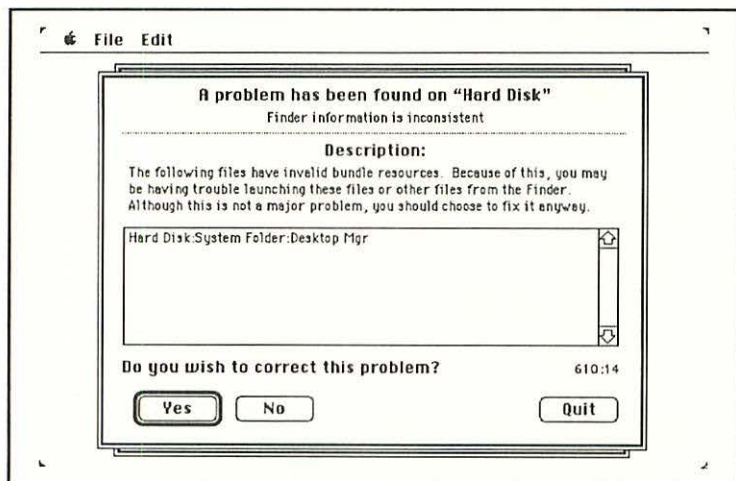 File Edit
A problem has been found on “Hard Disk”
Finder information is inconsistent
Description:
The following files have invalid bundle resources. Because of this, you may
be having trouble launching these files or other files from the Finder.
Although this is not a major problem, you should choose to fix it anyway.
Hard Disk:System Folder:Desktop Mgr
Do you wish to correct this problem?
610:14
Yes No Quit